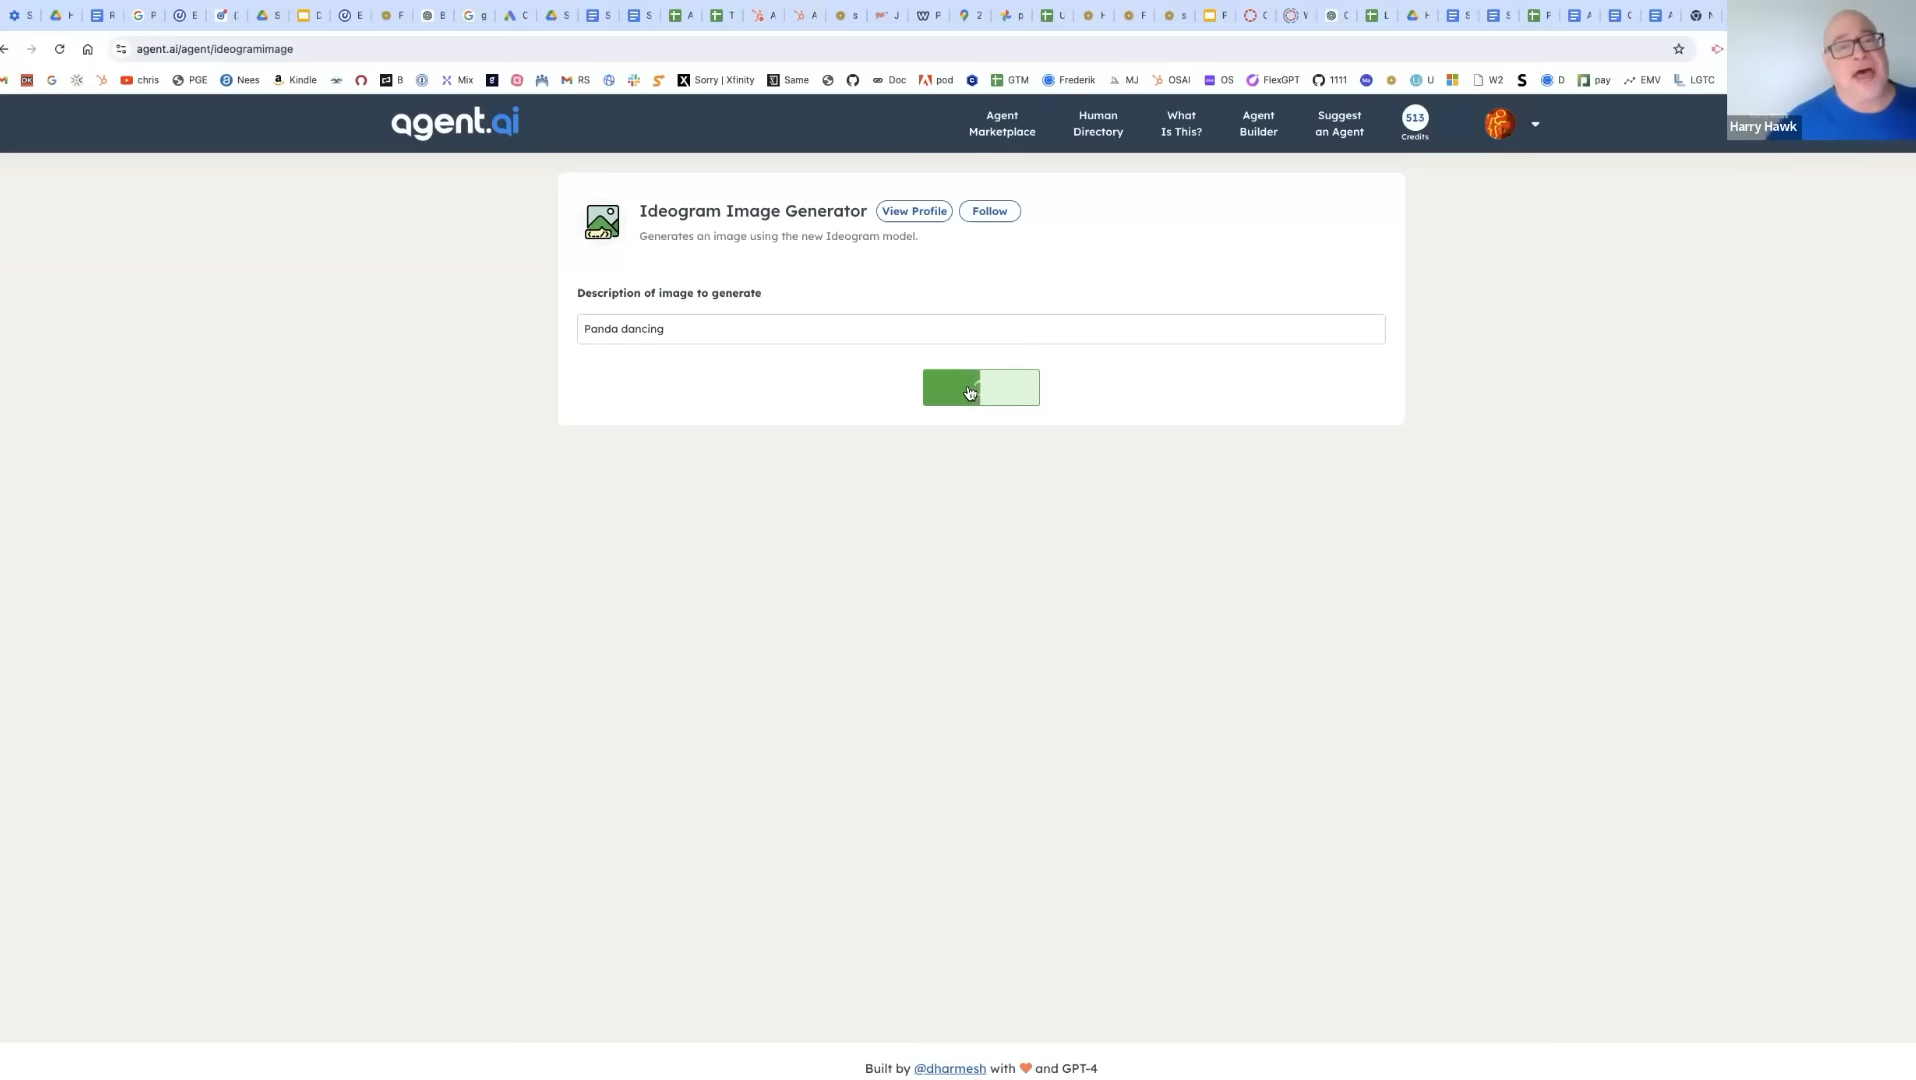 agent.ai/agent/ideogramimage
chris PGE Nees Kindle B Mix RS Sorry | Xfinity Same Doc pod GTM Frederik MJ OSAI OS FlexGPT 1111 U W2 D pay EMV LGTC
agent.ai
Agent Marketplace
Human Directory
What Is This?
Agent Builder
Suggest an Agent
513
Credits
Harry Hawk
Ideogram Image Generator View Profile Follow
Generates an image using the new Ideogram model.
Description of image to generate
Panda dancing
Built by @dharmesh with and GPT-4